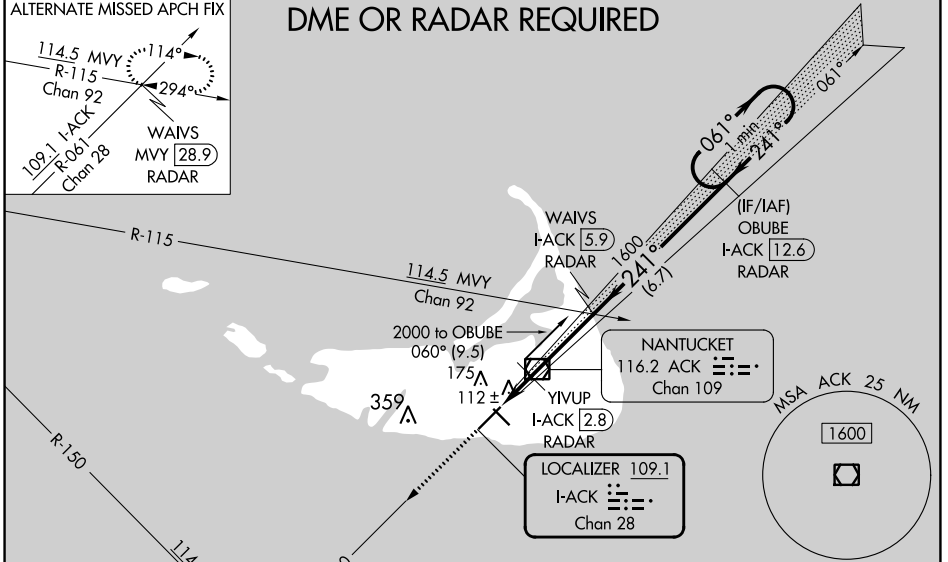 ALTERNATE MISSED APCH FIX
114.5 MVY
R-115
Chan 92
114°
294°
109.1 I-ACK
R-061
Chan 28
WAIVS
MVY 28.9
RADAR
DME OR RADAR REQUIRED
061°
061°
1 min
241°
(IF/IAF)
OBUBE
I-ACK 12.6
RADAR
WAIVS
I-ACK 5.9
RADAR
1600
241°
(6.7)
R-115
114.5 MVY
Chan 92
2000 to OBUBE
060° (9.5)
175
112 ±
359
YIVUP
I-ACK 2.8
RADAR
NANTUCKET
116.2 ACK
Chan 109
LOCALIZER 109.1
I-ACK
Chan 28
MSA ACK 25 NM
1600
R-150